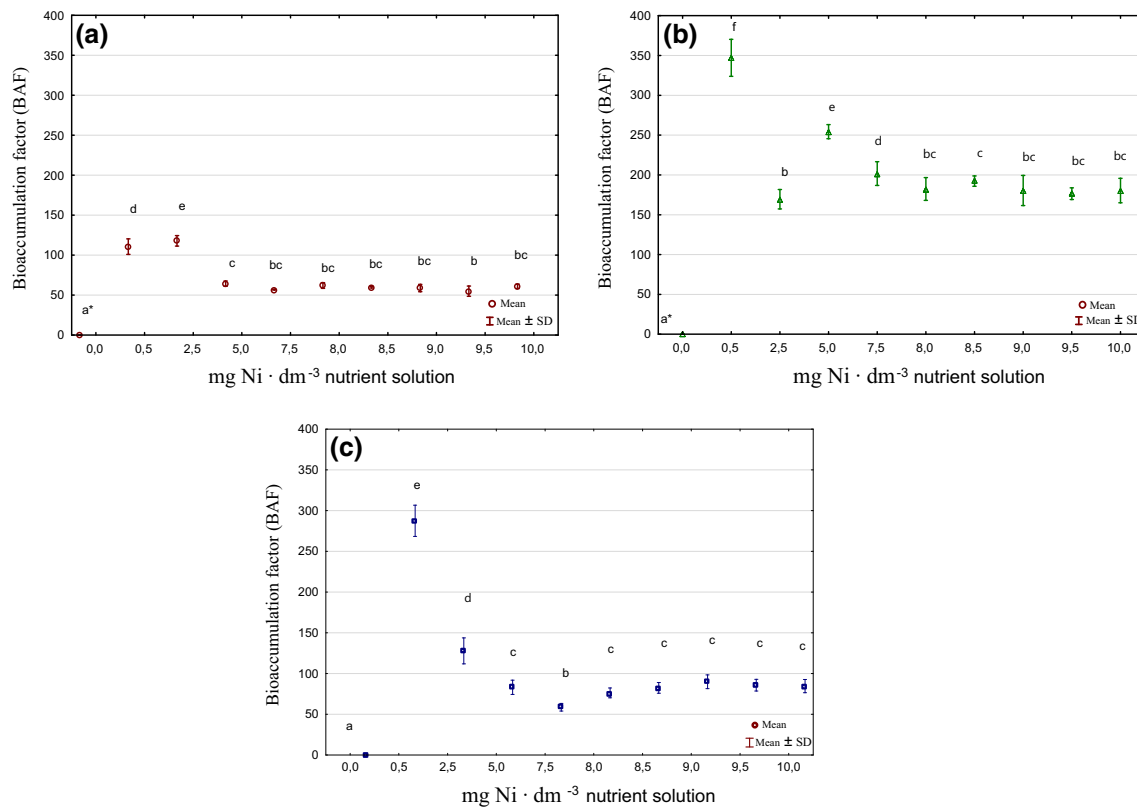 (a)
Bioaccumulation factor (BAF)
400
350
300
250
200
150
100
50
0
a* d e c bc bc bc bc b bc
Mean
Mean ± SD
0,0 0,5 2,5 5,0 7,5 8,0 8,5 9,0 9,5 10,0
mg Ni · dm⁻³ nutrient solution
(b)
Bioaccumulation factor (BAF)
400
350
300
250
200
150
100
50
0
a* f b e d bc c bc bc bc
Mean
Mean ± SD
0,0 0,5 2,5 5,0 7,5 8,0 8,5 9,0 9,5 10,0
mg Ni · dm⁻³ nutrient solution
(c)
Bioaccumulation factor (BAF)
400
350
300
250
200
150
100
50
0
a e d c b c c c c c
Mean
Mean ± SD
0,0 0,5 2,5 5,0 7,5 8,0 8,5 9,0 9,5 10,0
mg Ni · dm⁻³ nutrient solution